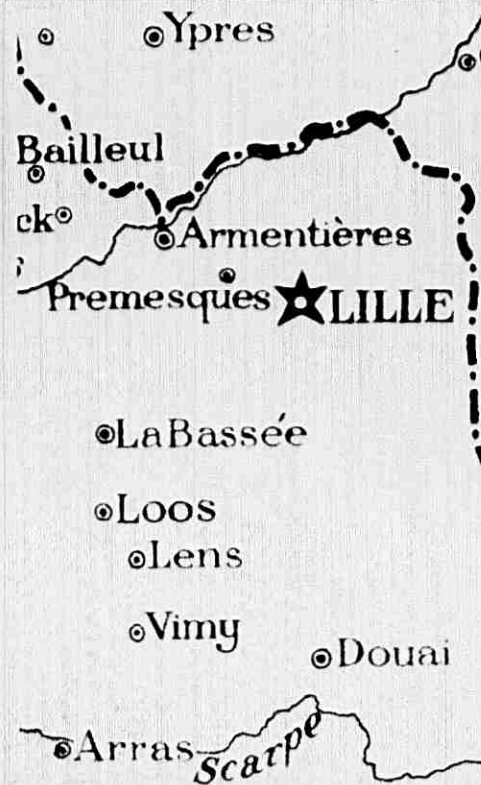 Ypres
Bailleul
ck
Armentières
Premesques
LILLE
La Bassée
Loos
Lens
Vimy
Douai
Arras
Scarpe